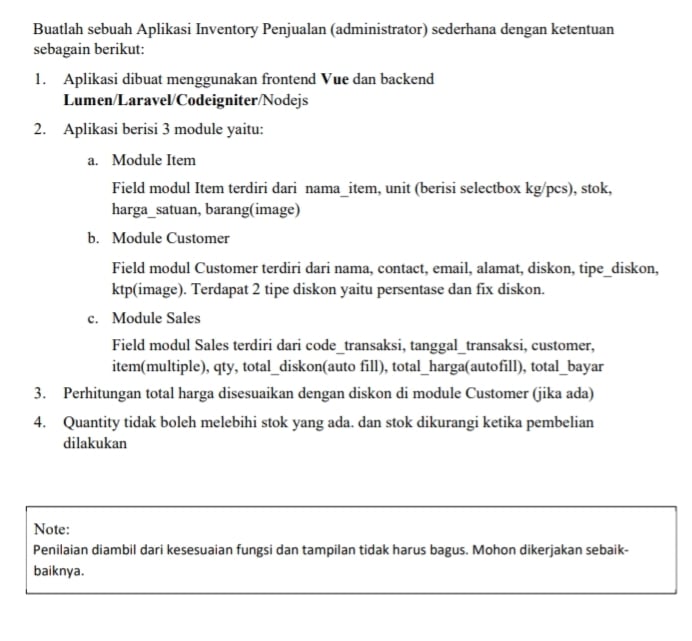 Buatlah sebuah Aplikasi Inventory Penjualan (administrator) sederhana dengan ketentuan
sebagain berikut:
1. Aplikasi dibuat menggunakan frontend Vue dan backend
Lumen/Laravel/Codeigniter/Nodejs
2. Aplikasi berisi 3 module yaitu:
a. Module Item
Field modul Item terdiri dari nama_item, unit (berisi selectbox kg/pcs), stok,
harga_satuan, barang(image)
b. Module Customer
Field modul Customer terdiri dari nama, contact, email, alamat, diskon, tipe_diskon,
ktp(image). Terdapat 2 tipe diskon yaitu persentase dan fix diskon.
c. Module Sales
Field modul Sales terdiri dari code_transaksi, tanggal_transaksi, customer,
item(multiple), qty, total_diskon(auto fill), total_harga(autofill), total_bayar
3. Perhitungan total harga disesuaikan dengan diskon di module Customer (jika ada)
4. Quantity tidak boleh melebihi stok yang ada. dan stok dikurangi ketika pembelian
dilakukan
Note:
Penilaian diambil dari kesesuaian fungsi dan tampilan tidak harus bagus. Mohon dikerjakan sebaik-
baiknya.